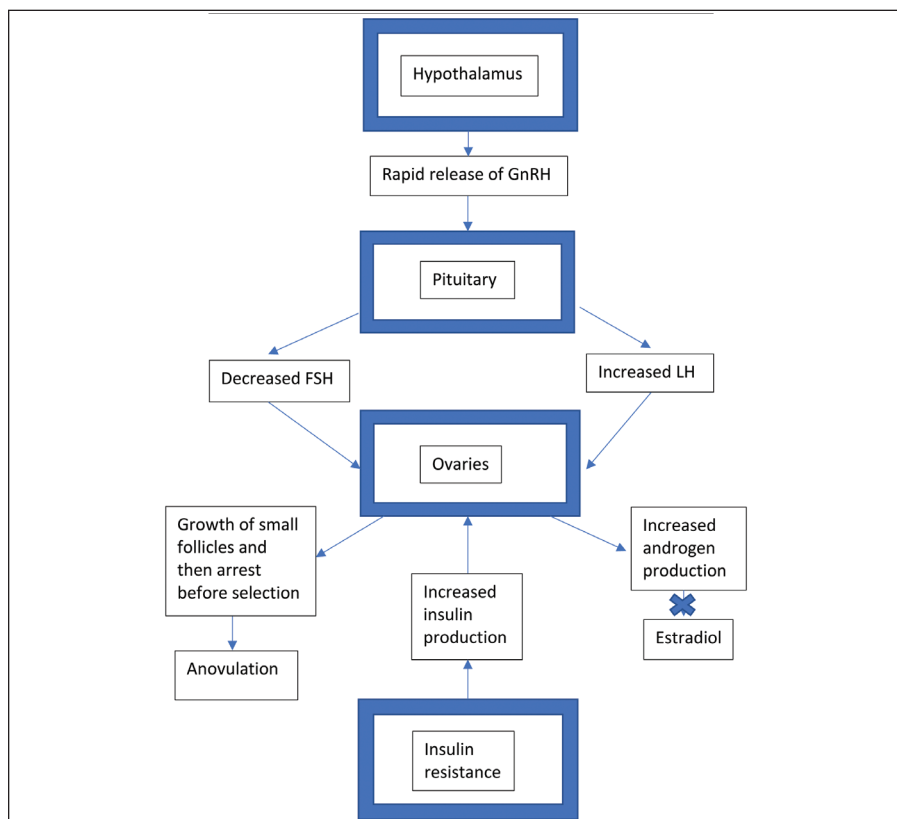 Hypothalamus
Rapid release of GnRH
Pituitary
Decreased FSH
Increased LH
Ovaries
Growth of small
follicles and
then arrest
before selection
Increased
androgen
production
Increased
insulin
production
Estradiol
Anovulation
Insulin
resistance